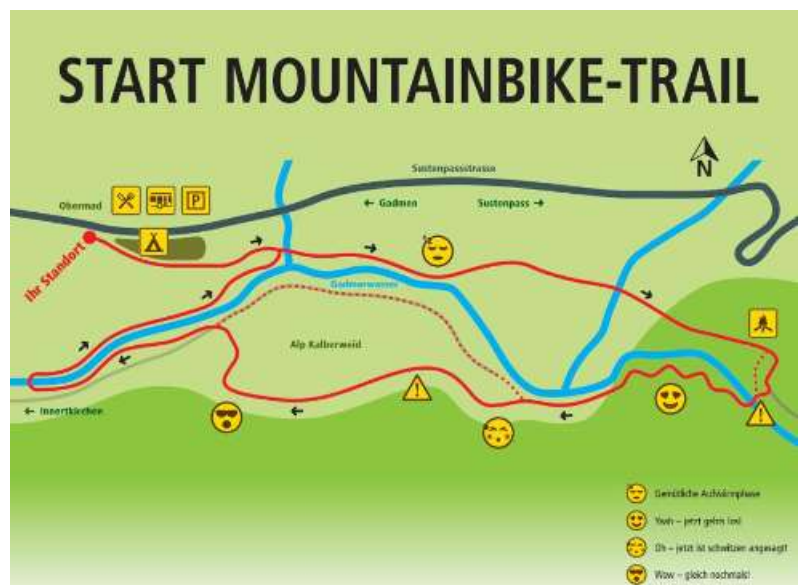 START MOUNTAINBIKE-TRAIL
N
Sustenpassstrasse
Obermad
P
← Gadmen
Sustenpass →
Ihr Standort
Gadmerwasser
Alp Kalberweid
← Innertkirchen
Gemütliche Aufwärmphase
Yeah – jetzt gehts los!
Oh – jetzt ist schwitzen angesagt!
Wow – gleich nochmals!